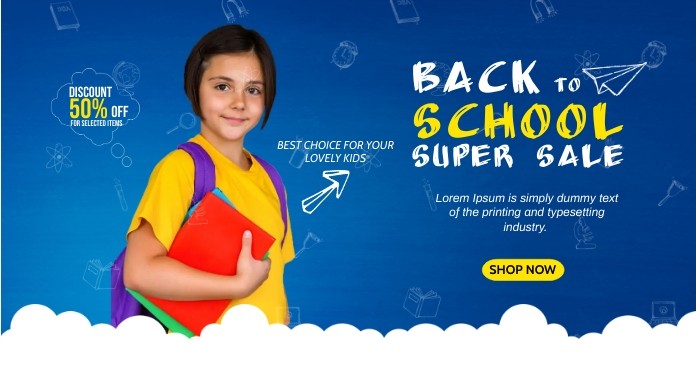 DISCOUNT
50% OFF
FOR SELECTED ITEMS
BEST CHOICE FOR YOUR
LOVELY KIDS
BACK TO
SCHOOL
SUPER SALE
Lorem Ipsum is simply dummy text
of the printing and typesetting
industry.
SHOP NOW